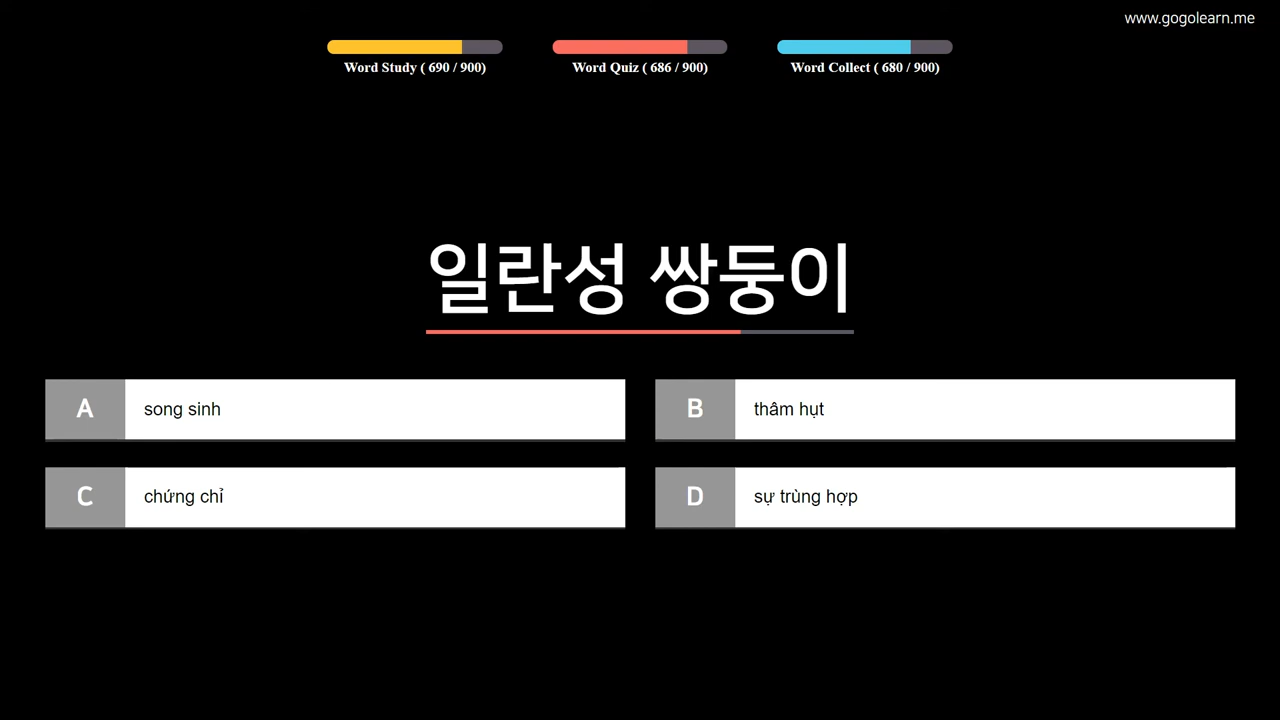 www.gogolearn.me
Word Study ( 690 / 900)
Word Quiz ( 686 / 900)
Word Collect ( 680 / 900)
일란성 쌍둥이
A song sinh
B thâm hụt
C chứng chỉ
D sự trùng hợp